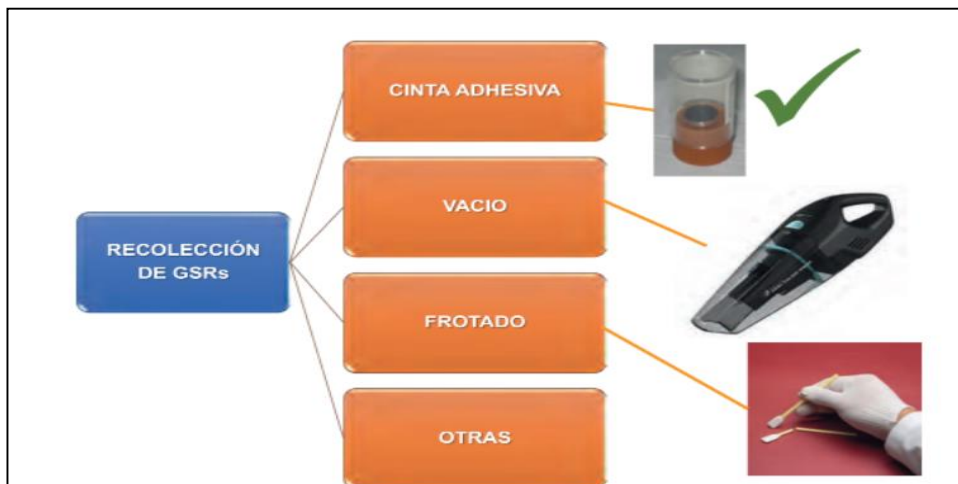 CINTA ADHESIVA
VACIO
RECOLECCIÓN
DE GSRs
FROTADO
OTRAS